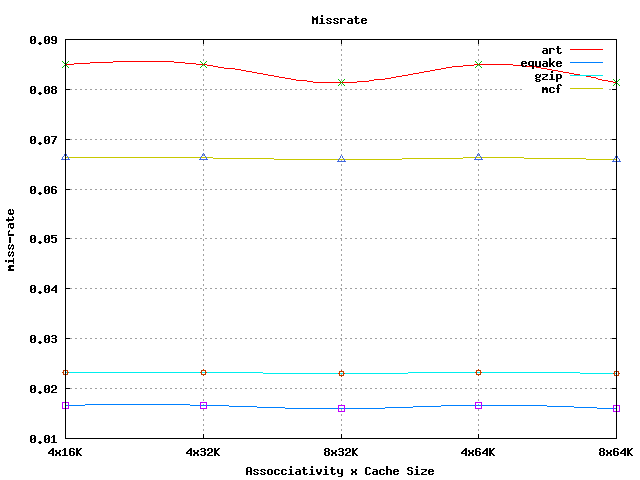 Missrate
0.09
art
equake
gzip
mcf
0.08
0.07
0.06
0.05
0.04
0.03
0.02
0.01
miss-rate
4x16K 4x32K 8x32K 4x64K 8x64K
Assocciativity x Cache Size